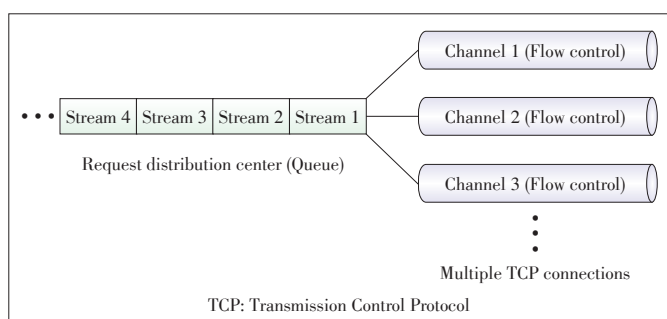 Channel 1 (Flow control)
••• Stream 4 Stream 3 Stream 2 Stream 1
Channel 2 (Flow control)
Request distribution center (Queue)
Channel 3 (Flow control)
Multiple TCP connections
TCP: Transmission Control Protocol